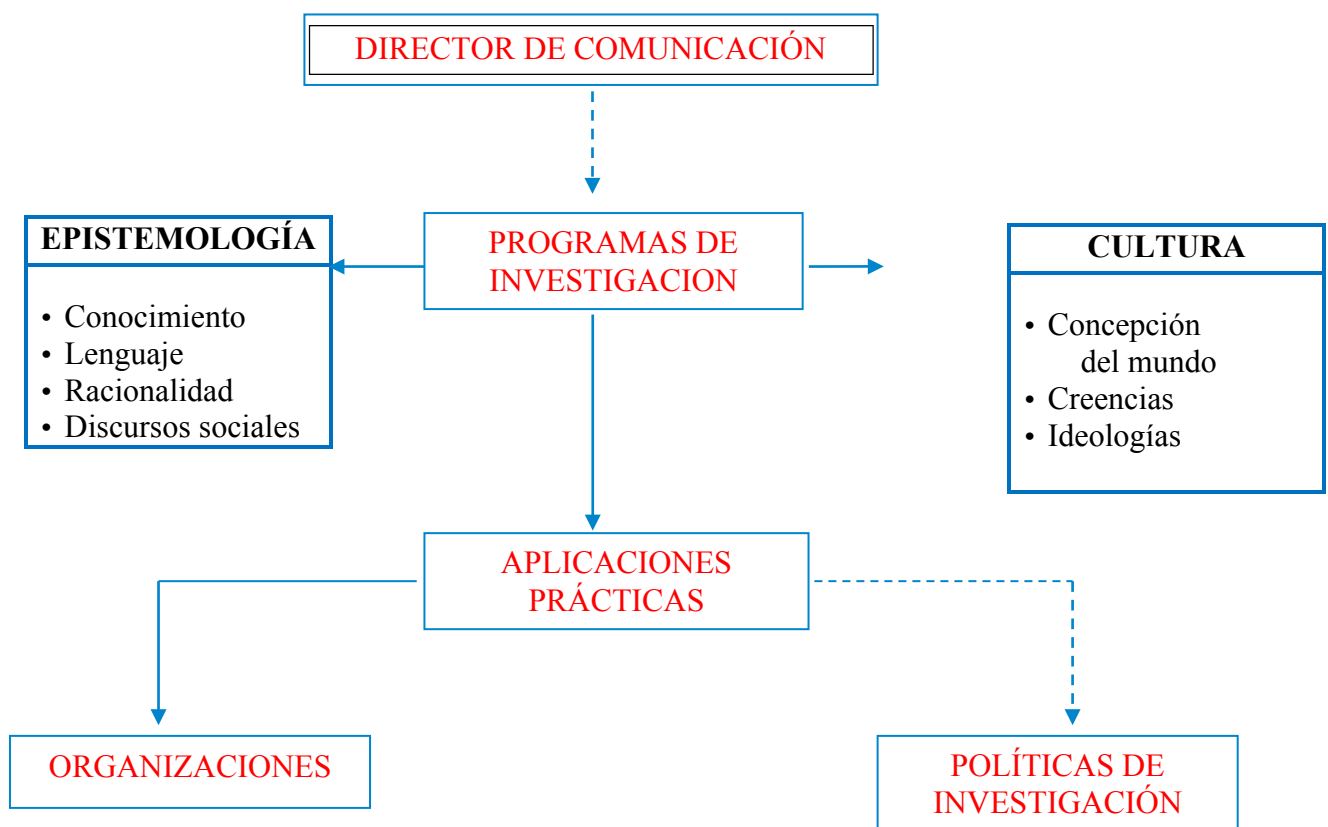 DIRECTOR DE COMUNICACIÓN
EPISTEMOLOGÍA
• Conocimiento
• Lenguaje
• Racionalidad
• Discursos sociales
PROGRAMAS DE
INVESTIGACION
CULTURA
• Concepción
del mundo
• Creencias
• Ideologías
APLICACIONES
PRÁCTICAS
ORGANIZACIONES
POLÍTICAS DE
INVESTIGACIÓN